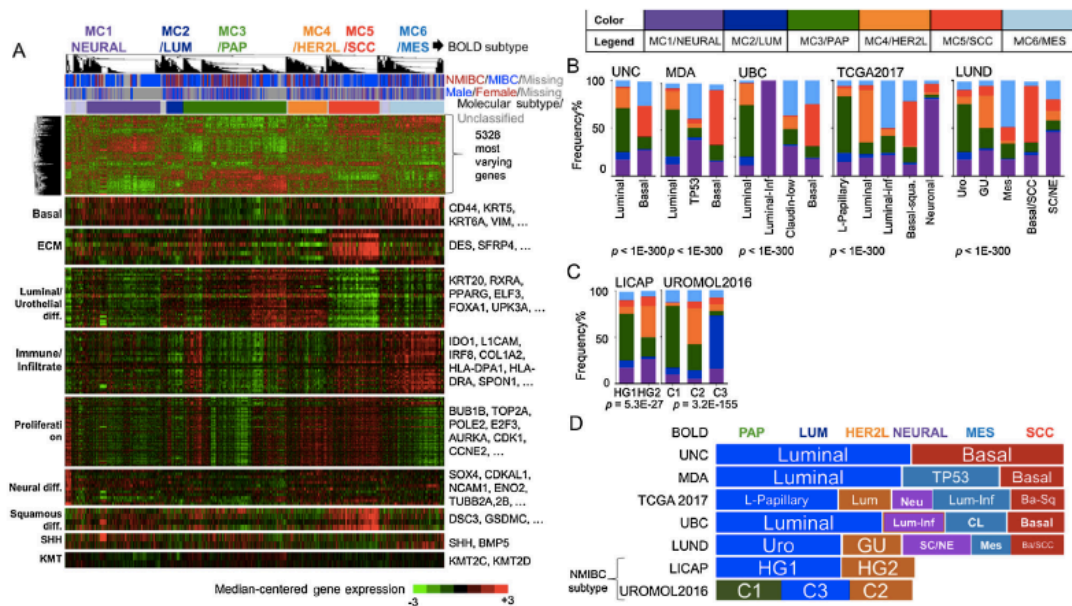 A
MC1 MC2 MC3 MC4 MC5 MC6
NEURAL /LUM /PAP /HER2L /SCC /MES
BOLD subtype
NMIBC/MIBC/Missing
Male/Female/Missing
Molecular subtype/
Unclassified
5328
most
varying
genes
Basal
CD44, KRT5,
KRT6A, VIM, ...
ECM
DES, SFRP4, ...
Luminal/
Urothelial
diff.
KRT20, RXRA,
PPARG, ELF3,
FOXA1, UPK3A, ...
Immune/
Infiltrate
IDO1, L1CAM,
IRF8, COL1A2,
HLA-DPA1, HLA-
DRA, SPON1,
...
Proliferati
on
BUB1B, TOP2A,
POLE2, E2F3,
AURKA, CDK1,
CCNE2, ...
Neural diff.
SOX4, CDKAL1,
NCAM1, ENO2,
TUBB2A,2B, ...
Squamous
diff.
DSC3, GSDMC, ...
SHH
SHH, BMP5
KMT
KMT2C, KMT2D
Median-centered gene expression
-3 +3
Color
Legend MC1/NEURAL MC2/LUM MC3/PAP MC4/HER2L MC5/SCC MC6/MES
B
UNC MDA UBC TCGA2017 LUND
Frequency%
100
50
0
Luminal
Basal
Luminal
TP53
Basal
Luminal
Luminal-Inf
Claudin-low
Basal
L-Papillary
Luminal
Luminal-inf
Basal-squa.
Neuronal
Uro
GU
Mes
Basal/SCC
SC/NE
p < 1E-300 p < 1E-300 p < 1E-300 p < 1E-300 p < 1E-300
C
LICAP UROMOL2016
Frequency%
100
50
0
HG1 HG2 C1 C2 C3
p = 5.3E-27 p = 3.2E-155
D
BOLD PAP LUM HER2L NEURAL MES SCC
UNC Luminal Basal
MDA Luminal TP53 Basal
TCGA 2017 L-Papillary Lum Neu Lum-Inf Ba-Sq
UBC Luminal Lum-Inf CL Basal
LUND Uro GU SC/NE Mes Ba/SCC
NMIBC
subtype
LICAP HG1 HG2
UROMOL2016 C1 C3 C2